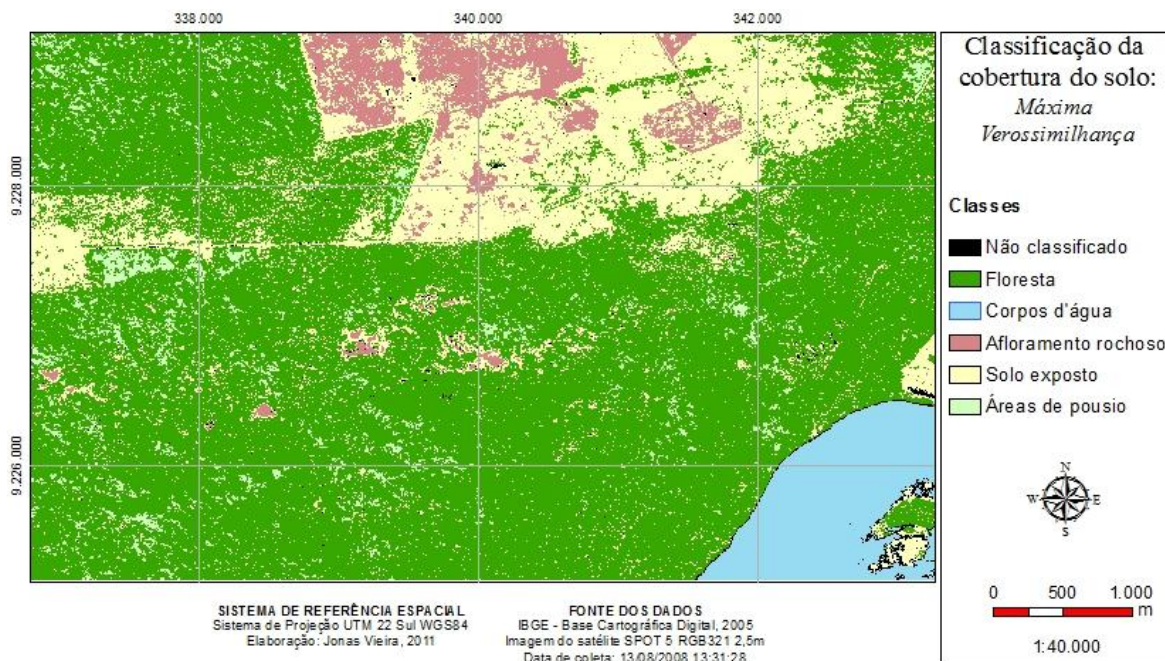 338.000
340.000
342.000
9.228.000
9.226.000
Classificação da
cobertura do solo:
Máxima
Verossimilhança
Classes
Não classificado
Floresta
Corpos d'água
Afloramento rochoso
Solo exposto
Áreas de pousio
N
W
E
S
0
500
1.000
m
1:40.000
SISTEMA DE REFERÊNCIA ESPACIAL
Sistema de Projeção UTM 22 Sul WGS84
Elaboração: Jonas Vieira, 2011
FONTE DOS DADOS
IBGE - Base Cartográfica Digital, 2005
Imagem do satélite SPOT 5 RGB321 2,5m
Data de coleta: 13/08/2008 13:31:28